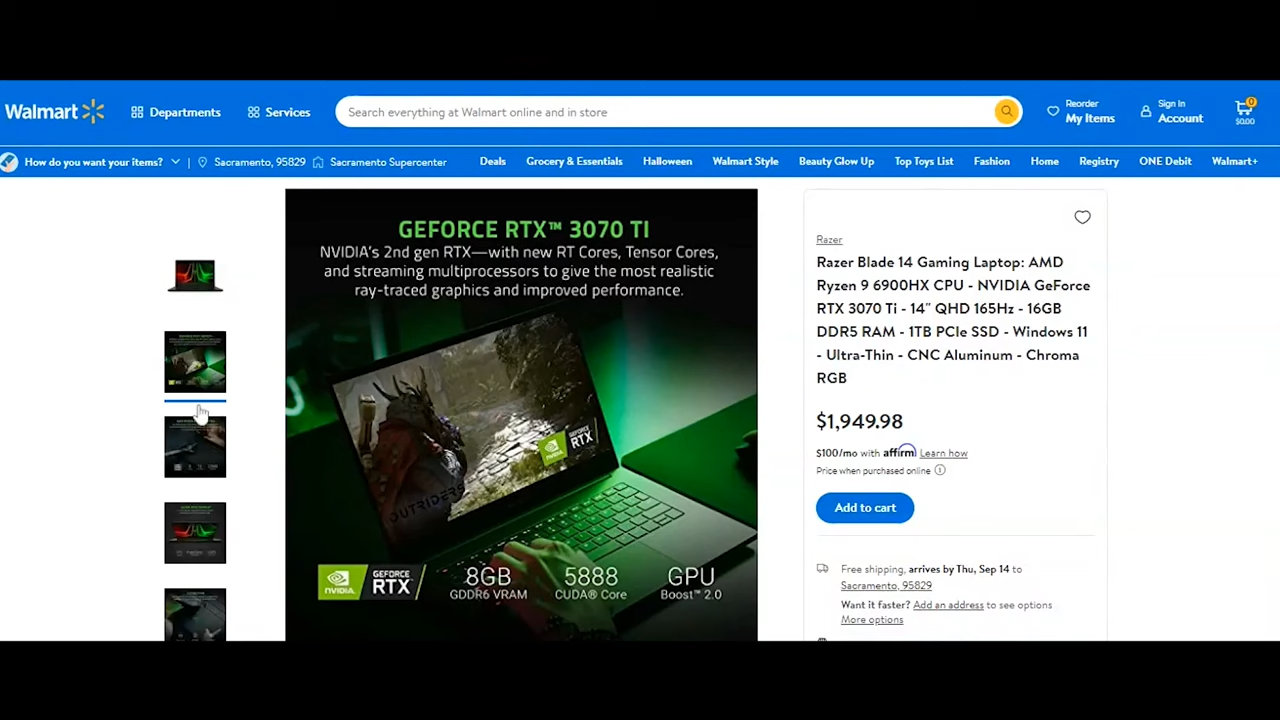 Walmart
Departments
Services
Search everything at Walmart online and in store
Reorder
My Items
Sign In
Account
0
$0.00
How do you want your items?
Sacramento, 95829
Sacramento Supercenter
Deals
Grocery & Essentials
Halloween
Walmart Style
Beauty Glow Up
Top Toys List
Fashion
Home
Registry
ONE Debit
Walmart+
GEFORCE RTX™ 3070 TI
NVIDIA's 2nd gen RTX—with new RT Cores, Tensor Cores,
and streaming multiprocessors to give the most realistic
ray-traced graphics and improved performance.
OUTRIDERS
NVIDIA
GEFORCE
RTX
NVIDIA
GEFORCE
RTX
8GB
GDDR6 VRAM
5888
CUDA® Core
GPU
Boost™ 2.0
Razer
Razer Blade 14 Gaming Laptop: AMD
Ryzen 9 6900HX CPU - NVIDIA GeForce
RTX 3070 Ti - 14" QHD 165Hz - 16GB
DDR5 RAM - 1TB PCIe SSD - Windows 11
- Ultra-Thin - CNC Aluminum - Chroma
RGB
$1,949.98
$100/mo with affirm Learn how
Price when purchased online
Add to cart
Free shipping, arrives by Thu, Sep 14 to
Sacramento, 95829
Want it faster? Add an address to see options
More options